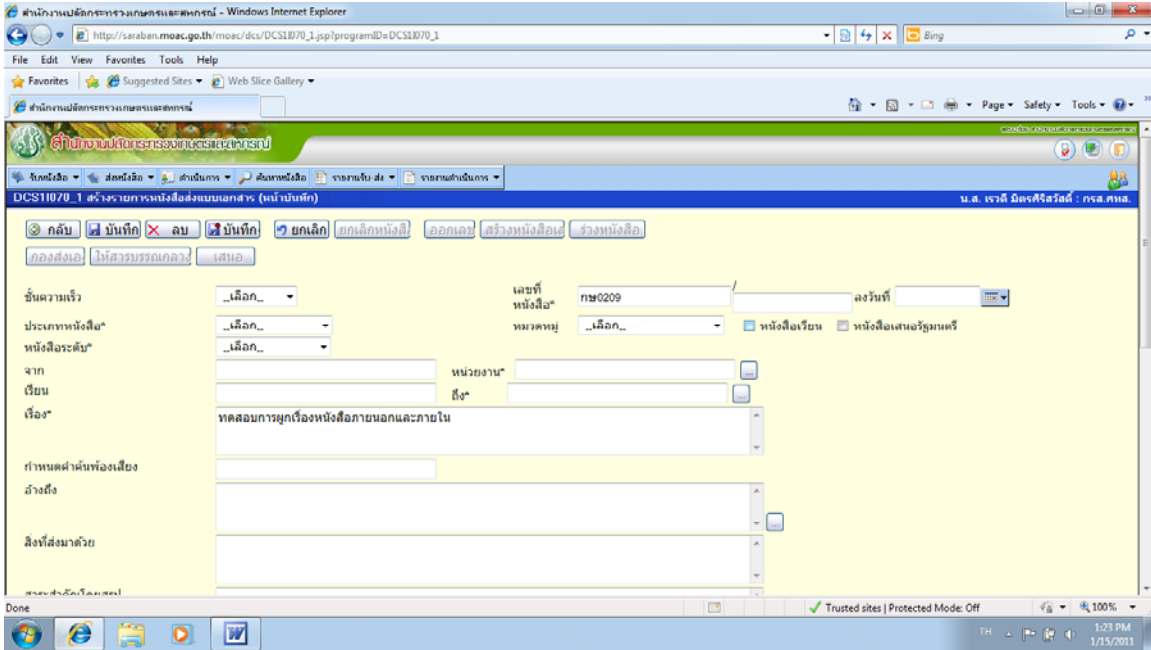 สำนักงานปลัดกระทรวงเกษตรและสหกรณ์ - Windows Internet Explorer
http://saraban.moac.go.th/moac/dcs/DCS1I070_1.jsp?programID=DCS1I070_1
Bing
File Edit View Favorites Tools Help
Favorites Suggested Sites Web Slice Gallery
สำนักงานปลัดกระทรวงเกษตรและสหกรณ์
Page Safety Tools
สำนักงานปลัดกระทรวงเกษตรและสหกรณ์
รับหนังสือ ส่งหนังสือ ดำเนินการ ค้นหาหนังสือ รายงานรับ-ส่ง รายงานดำเนินการ
DCS1I070_1 สร้างรายการหนังสือส่งแบบเอกสาร (หน้าบันทึก) น.ส. เรวดี มิตรศิริสวัสดิ์ : กรส.ศทส.
กลับ บันทึก ลบ บันทึก ยกเลิก ยกเลิกหนังสื ออกเลข สร้างหนังสือเส ร่างหนังสือ
กองส่งเอ ให้สารบรรณกลาง เสนอ
ชั้นความเร็ว _เลือก_ เลขที่หนังสือ* กษ0209 / ลงวันที่
ประเภทหนังสือ* _เลือก_ หมวดหมู่ _เลือก_ หนังสือเวียน หนังสือเสนอรัฐมนตรี
หนังสือระดับ* _เลือก_
จาก หน่วยงาน* ...
เรียน ถึง* ...
เรื่อง* ทดสอบการผูกเรื่องหนังสือภายนอกและภายใน
กำหนดคำค้นพ้องเสียง
อ้างถึง ...
สิ่งที่ส่งมาด้วย
สาระสำคัญโดยสรุป
Done Trusted sites | Protected Mode: Off 100%
TH 1:23 PM
1/15/2011